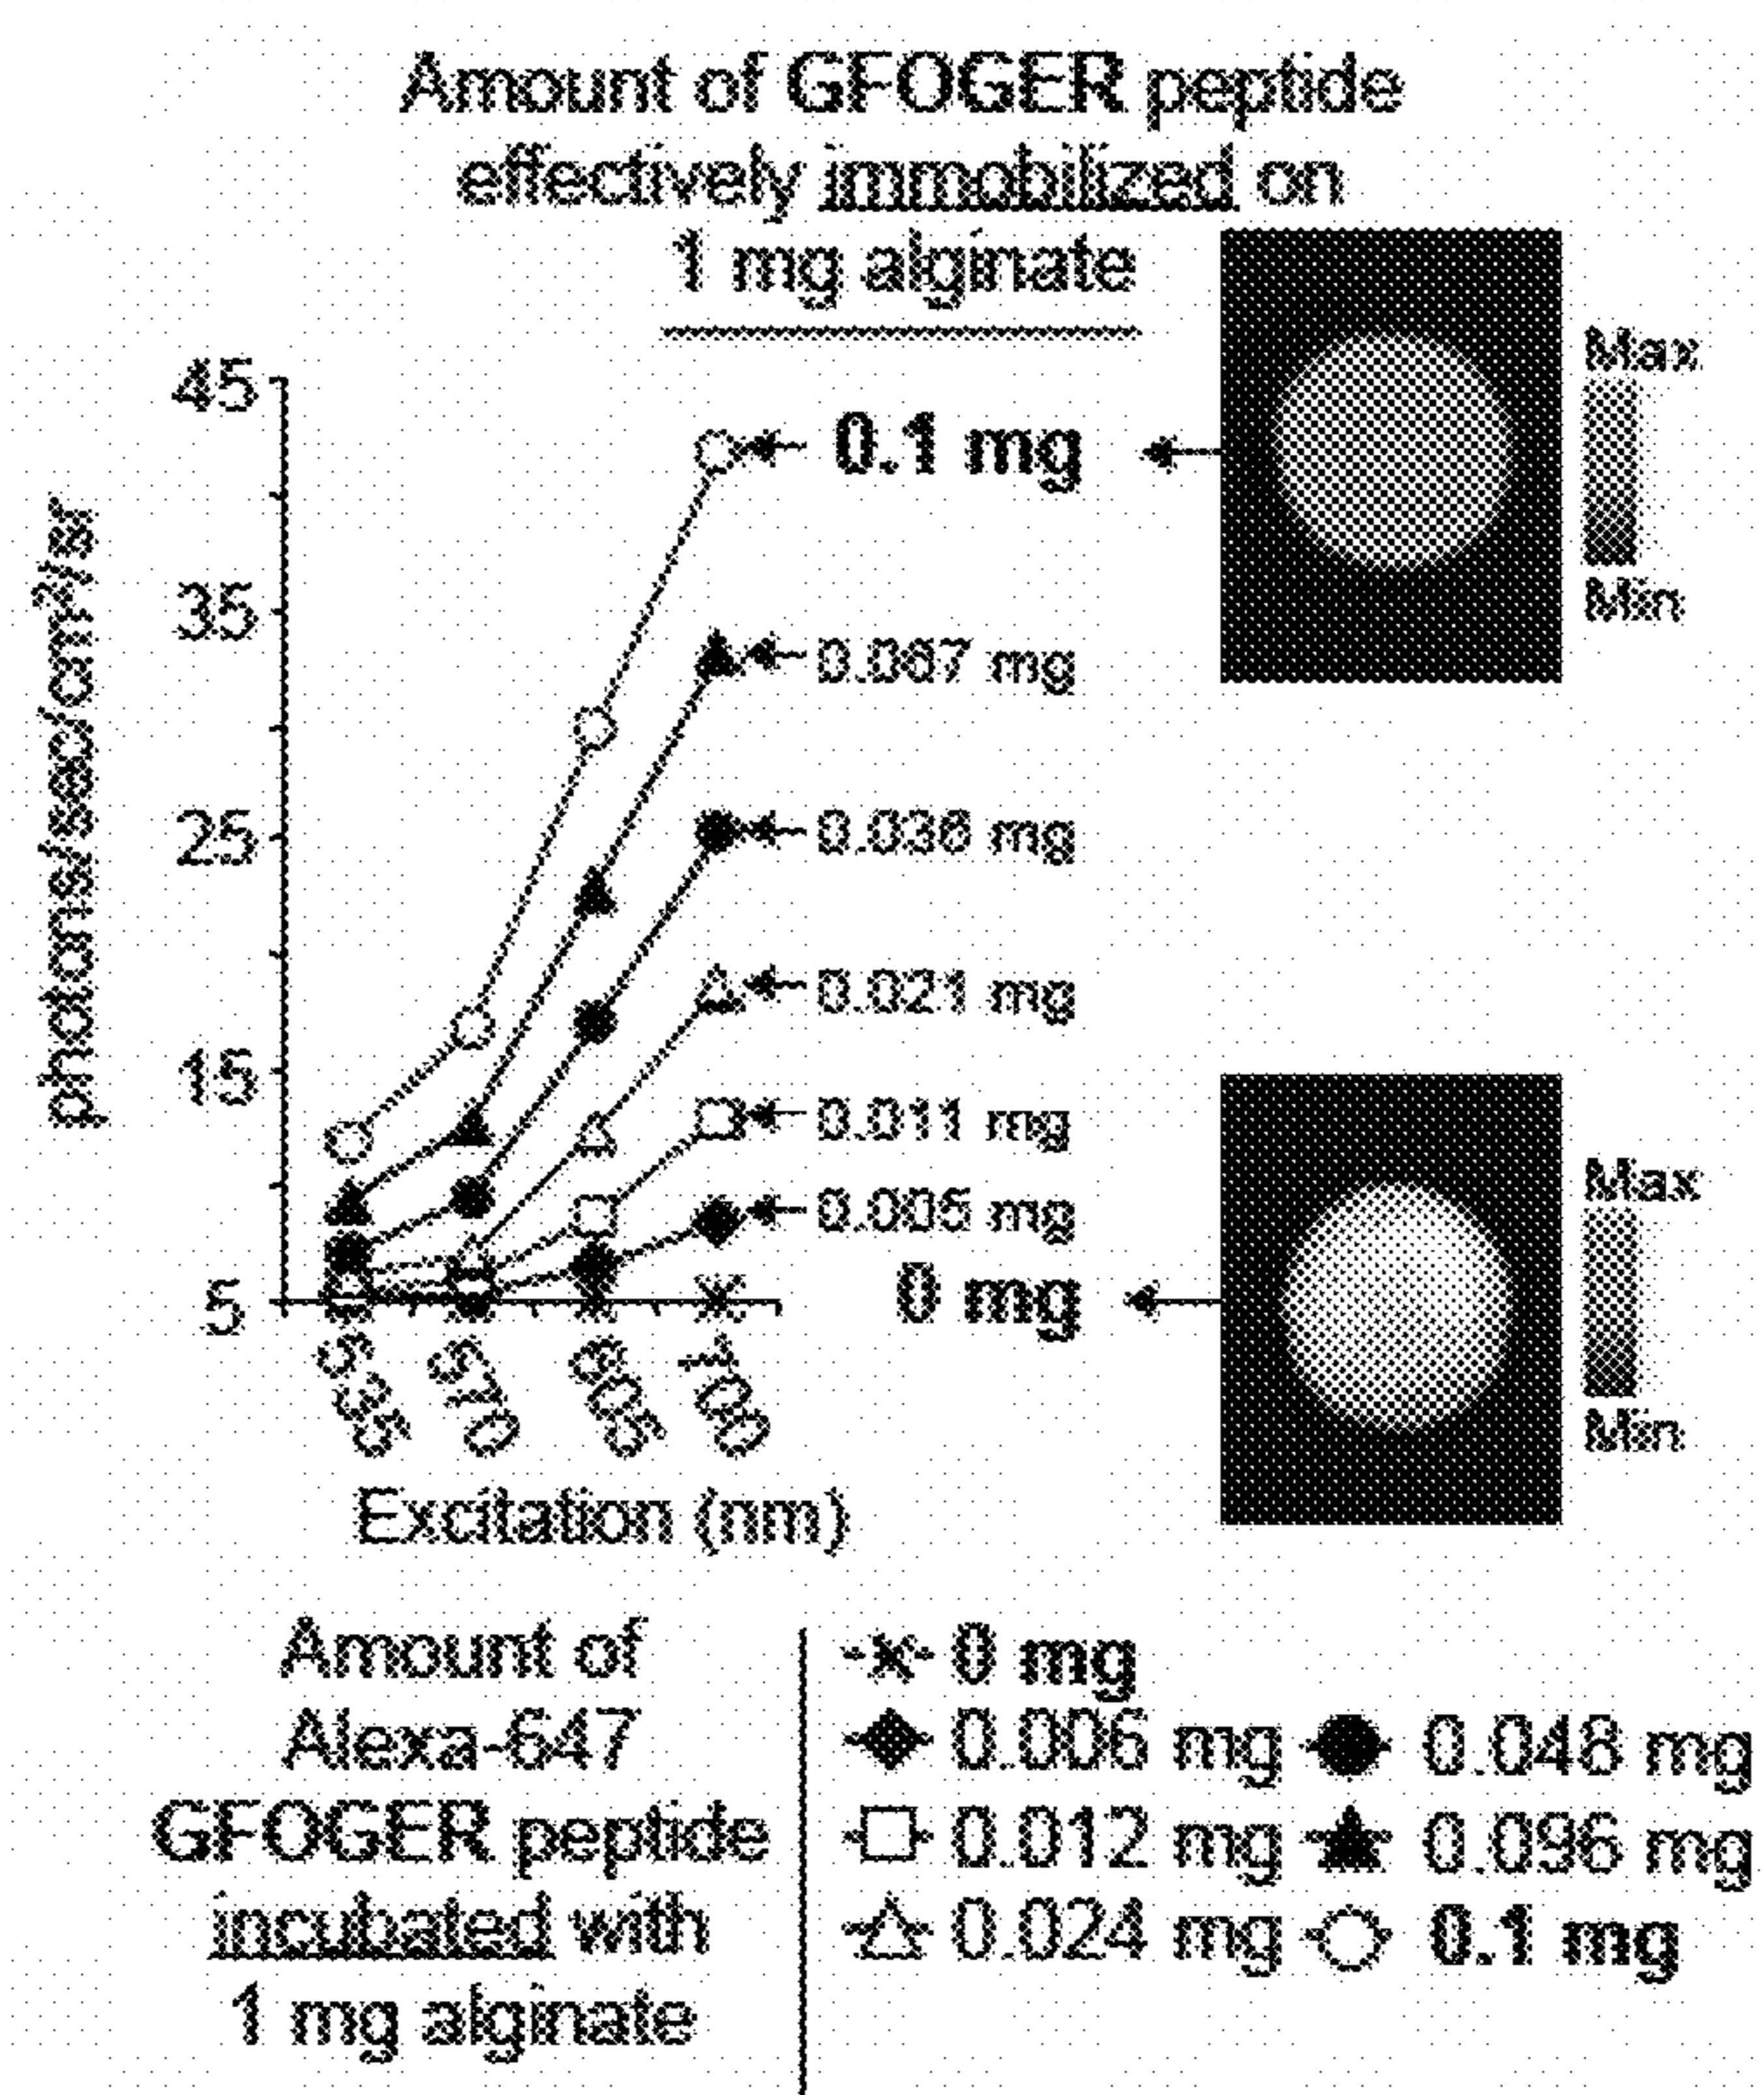 Amount of GFOGER peptide
effectively immobilized on
1 mg alginate
Max
Min
45
35
25
15
5
photons/sec/cm²/sr
0.1 mg
0.067 mg
0.036 mg
0.021 mg
0.011 mg
0.005 mg
0 mg
Max
Min
535
570
605
700
Excitation (nm)
Amount of
Alexa-647
GFOGER peptide
incubated with
1 mg alginate
0 mg
0.006 mg
0.048 mg
0.012 mg
0.096 mg
0.024 mg
0.1 mg